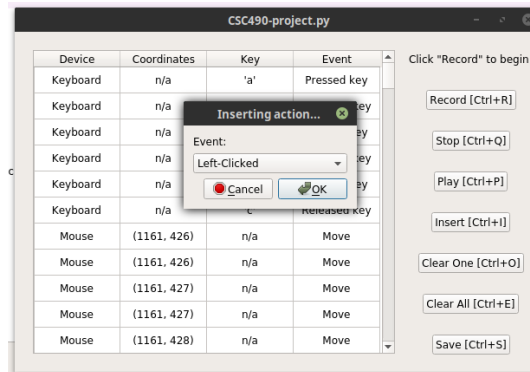 CSC490-project.py
Device Coordinates Key Event
Click "Record" to begin
Keyboard n/a 'a' Pressed key
Keyboard n/a
Keyboard n/a
Keyboard n/a
Keyboard n/a
Keyboard n/a 'c' Released key
Mouse (1161, 426) n/a Move
Mouse (1161, 426) n/a Move
Mouse (1161, 427) n/a Move
Mouse (1161, 427) n/a Move
Mouse (1161, 428) n/a Move
Inserting action...
Event:
Left-Clicked
Cancel OK
Record [Ctrl+R]
Stop [Ctrl+Q]
Play [Ctrl+P]
Insert [Ctrl+I]
Clear One [Ctrl+O]
Clear All [Ctrl+E]
Save [Ctrl+S]